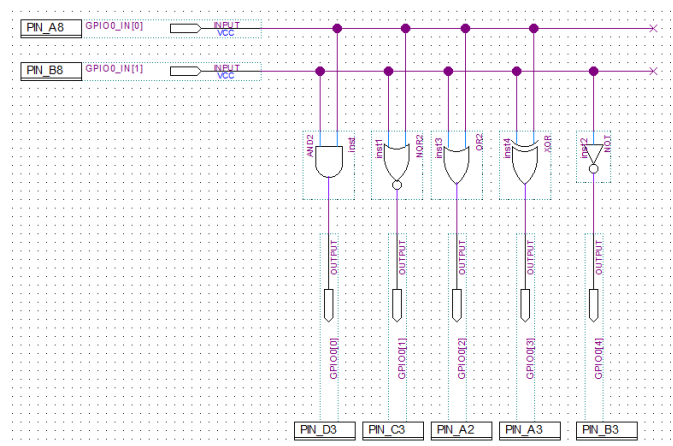 PIN_A8 GPIO0_IN[0] INPUT
VCC
PIN_B8 GPIO0_IN[1] INPUT
VCC
AND2 inst inst1 NOR2 inst3 OR2 inst4 XOR inst2 NOT
OUTPUT OUTPUT OUTPUT OUTPUT OUTPUT
GPIO0[0] GPIO0[1] GPIO0[2] GPIO0[3] GPIO0[4]
PIN_D3 PIN_C3 PIN_A2 PIN_A3 PIN_B3